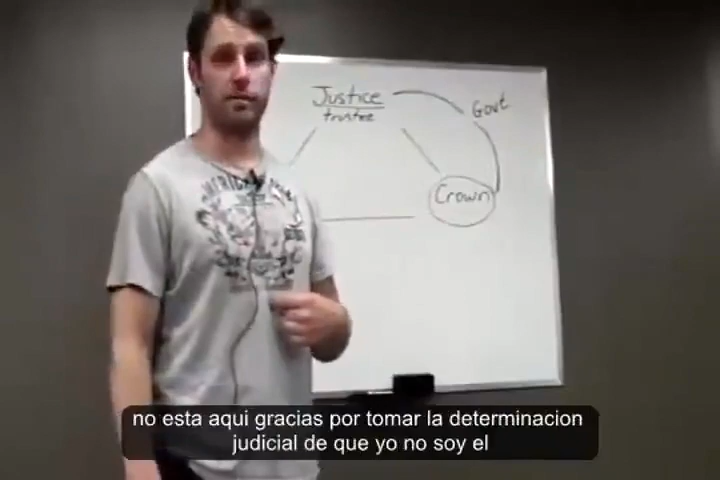 Justice
trustee
Govt
Crown
no esta aqui gracias por tomar la determinacion
judicial de que yo no soy el